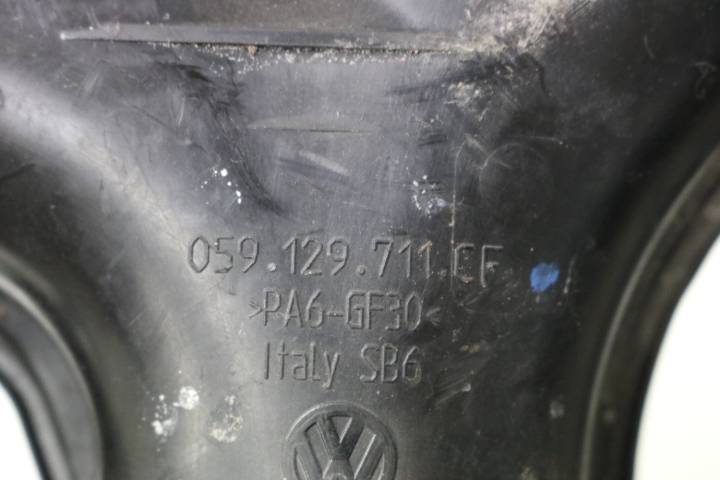 059.129.711.CF
>PA6-GF30<
Italy SB6